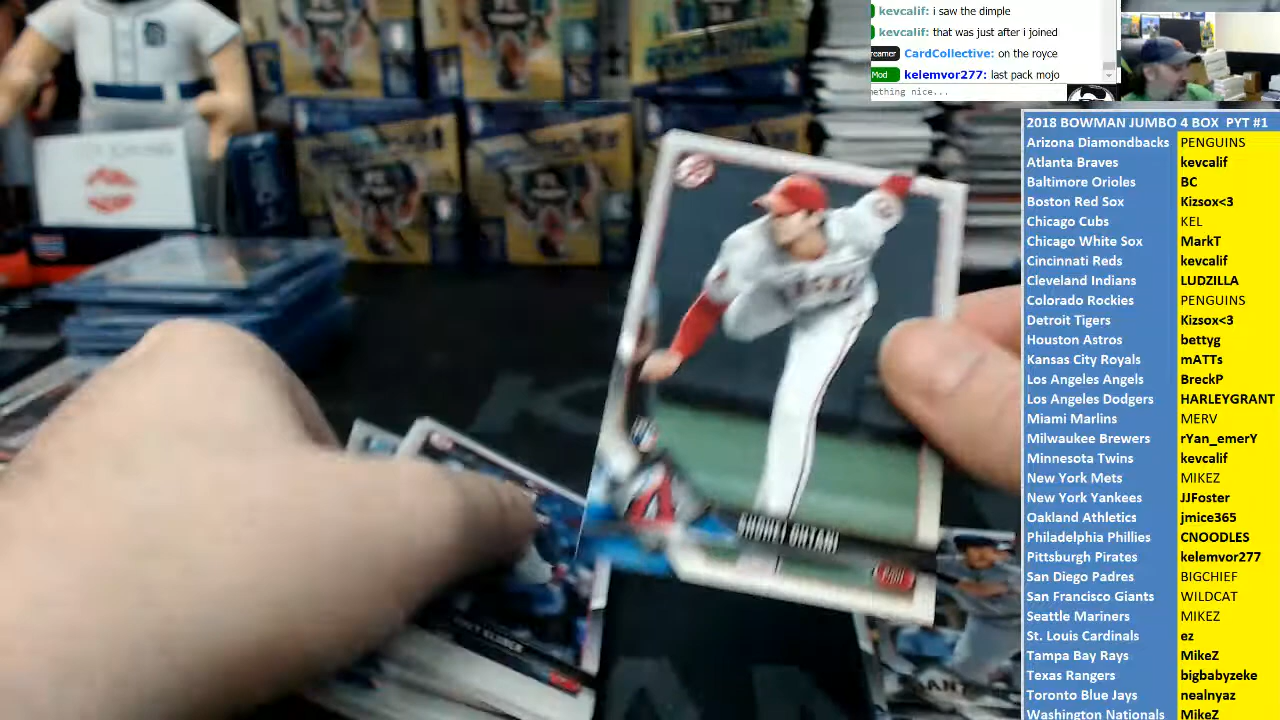 kevcalif: i saw the dimple
kevcalif: that was just after i joined
reamer CardCollective: on the royce
Mod kelemvor277: last pack mojo
ething nice...
2018 BOWMAN JUMBO 4 BOX PYT #1
Arizona Diamondbacks PENGUINS
Atlanta Braves kevcalif
Baltimore Orioles BC
Boston Red Sox Kizsox<3
Chicago Cubs KEL
Chicago White Sox MarkT
Cincinnati Reds kevcalif
Cleveland Indians LUDZILLA
Colorado Rockies PENGUINS
Detroit Tigers Kizsox<3
Houston Astros bettyg
Kansas City Royals mATTs
Los Angeles Angels BreckP
Los Angeles Dodgers HARLEYGRANT
Miami Marlins MERV
Milwaukee Brewers rYan_emerY
Minnesota Twins kevcalif
New York Mets MIKEZ
New York Yankees JJFoster
Oakland Athletics jmice365
Philadelphia Phillies CNOODLES
Pittsburgh Pirates kelemvor277
San Diego Padres BIGCHIEF
San Francisco Giants WILDCAT
Seattle Mariners MIKEZ
St. Louis Cardinals ez
Tampa Bay Rays MikeZ
Texas Rangers bigbabyzeke
Toronto Blue Jays nealnyaz
Washington Nationals MikeZ
SHOHEI OHTANI